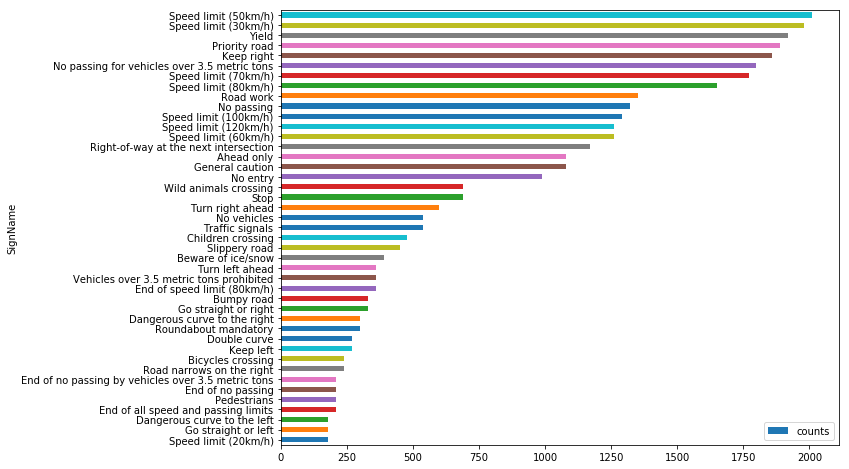 Speed limit (50km/h)
Speed limit (30km/h)
Yield
Priority road
Keep right
No passing for vehicles over 3.5 metric tons
Speed limit (70km/h)
Speed limit (80km/h)
Road work
No passing
Speed limit (100km/h)
Speed limit (120km/h)
Speed limit (60km/h)
Right-of-way at the next intersection
Ahead only
General caution
No entry
Wild animals crossing
Stop
Turn right ahead
No vehicles
Traffic signals
Children crossing
Slippery road
Beware of ice/snow
Turn left ahead
Vehicles over 3.5 metric tons prohibited
End of speed limit (80km/h)
Bumpy road
Go straight or right
Dangerous curve to the right
Roundabout mandatory
Double curve
Keep left
Bicycles crossing
Road narrows on the right
End of no passing by vehicles over 3.5 metric tons
End of no passing
Pedestrians
End of all speed and passing limits
Dangerous curve to the left
Go straight or left
Speed limit (20km/h)
SignName
counts
0 250 500 750 1000 1250 1500 1750 2000